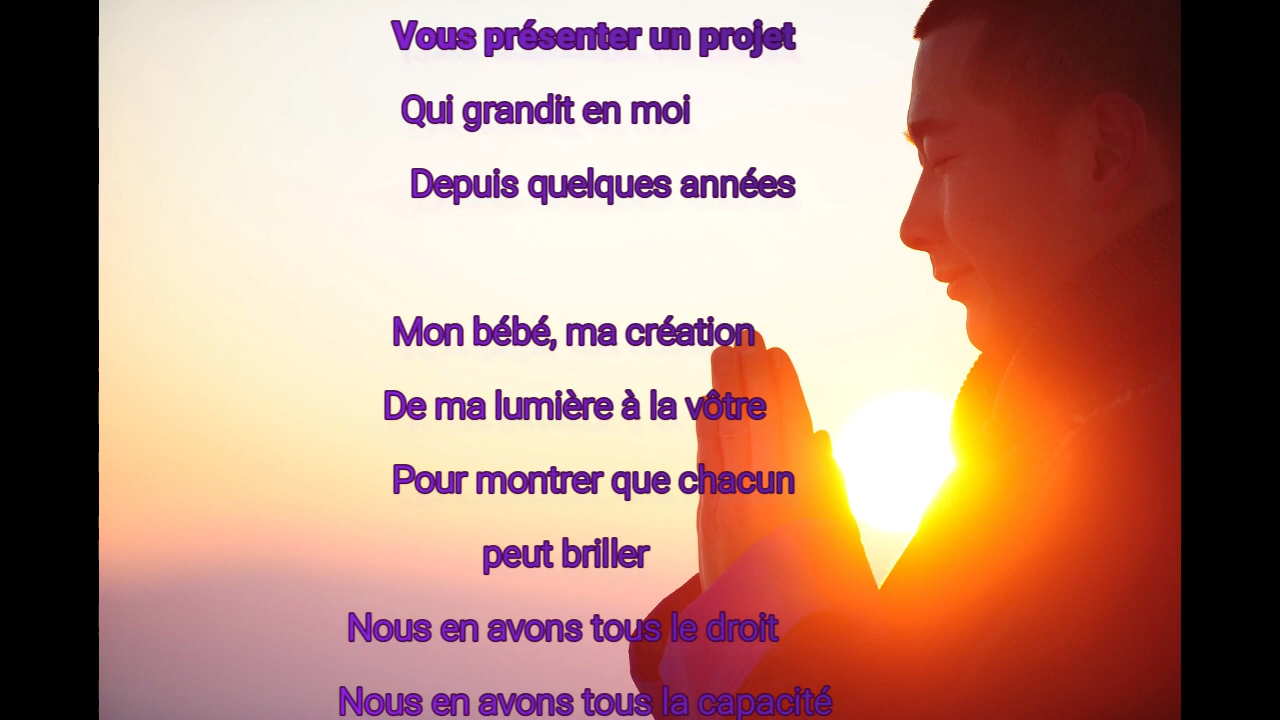 Vous présenter un projet
Qui grandit en moi
Depuis quelques années
Mon bébé, ma création
De ma lumière à la vôtre
Pour montrer que chacun
peut briller
Nous en avons tous le droit
Nous en avons tous la capacité